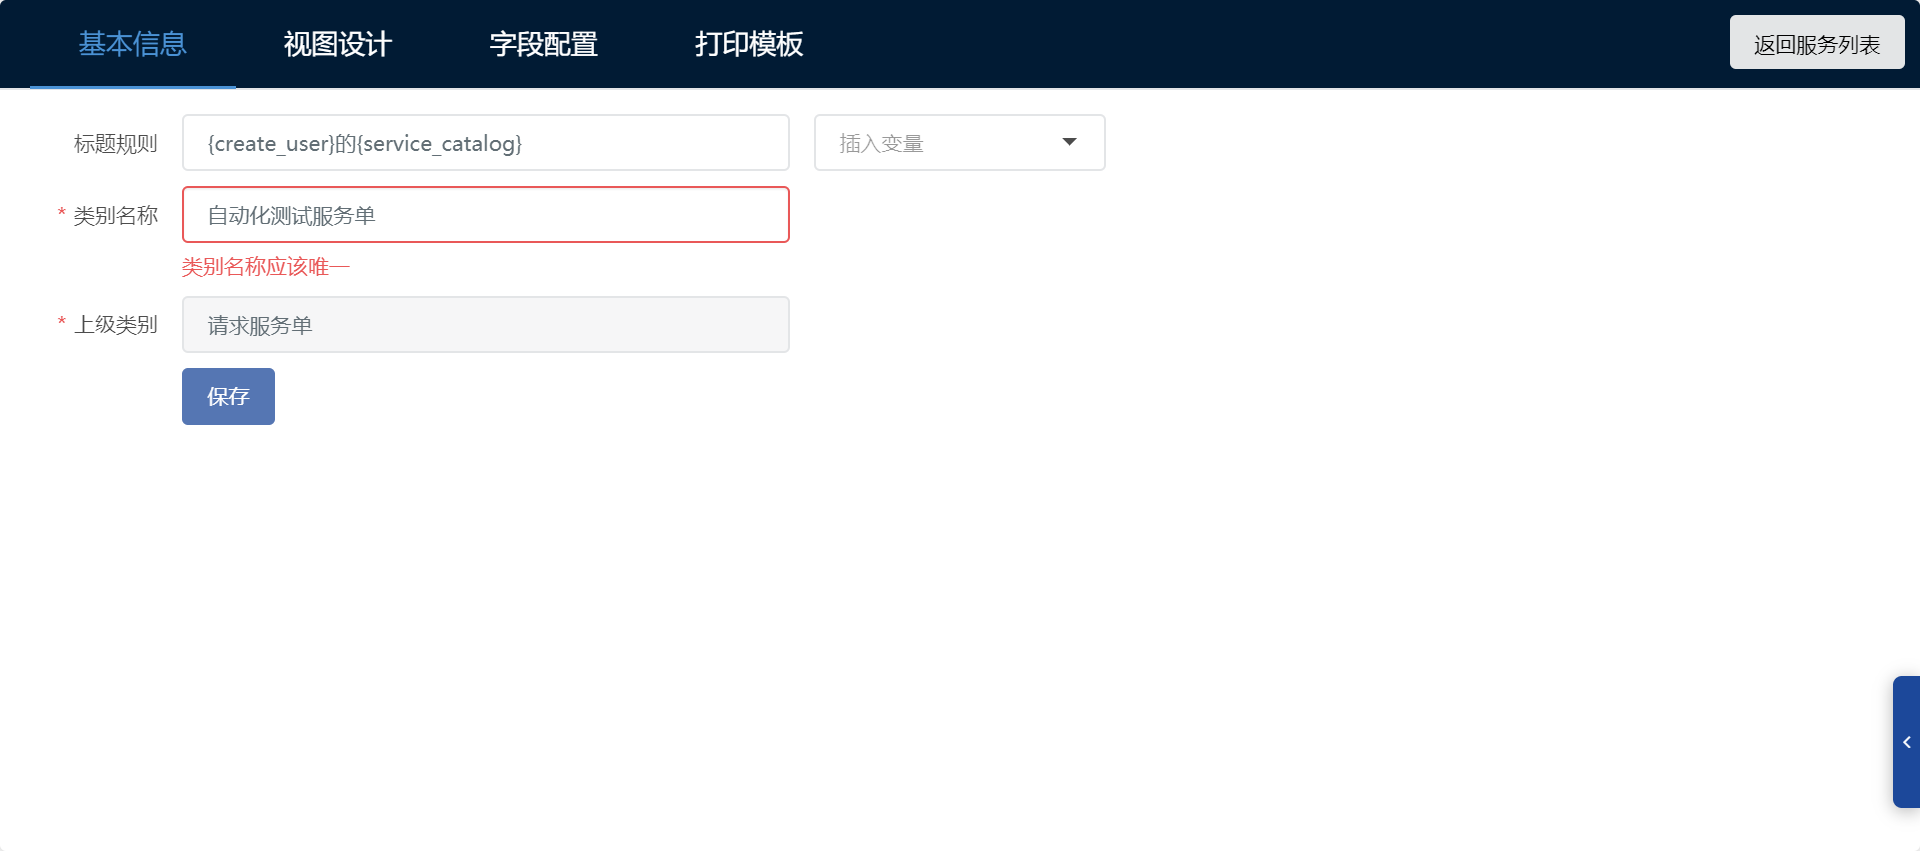 基本信息 视图设计 字段配置 打印模板 返回服务列表
标题规则 {create_user}的{service_catalog} 插入变量
* 类别名称 自动化测试服务单
类别名称应该唯一
* 上级类别 请求服务单
保存